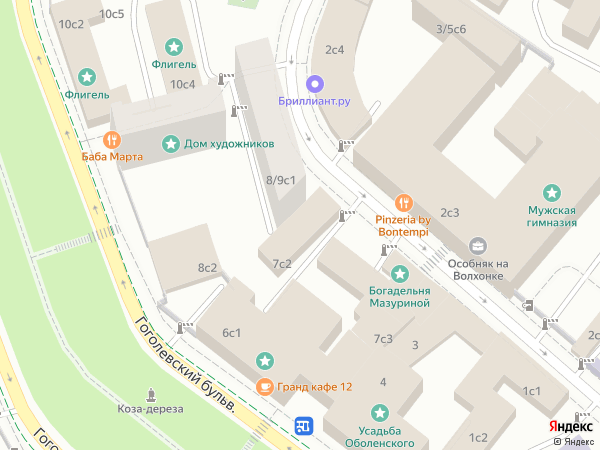 10с2
10с5
Флигель
Флигель
10с4
2с4
3/5с6
Бриллиант.ру
Баба Марта
Дом художников
8/9с1
Pinzeria by
Bontempi
2с3
Мужская
гимназия
Особняк на
Волхонке
8с2
7с2
Богадельня
Мазуриной
6с1
7с3
3
Гоголевский бульв.
Гранд кафе 12
4
Коза-дереза
1с1
Усадьба
Оболенского
1с2
Яндекс
© Яндекс